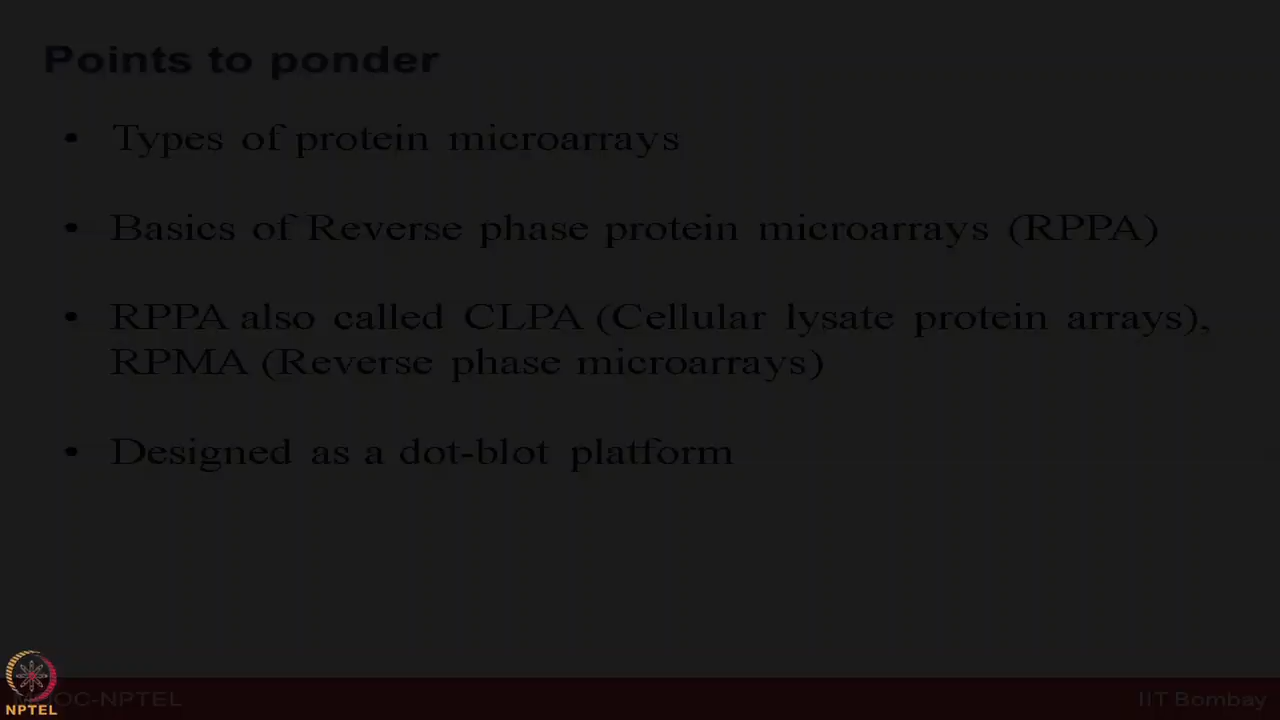 Points to ponder
• Types of protein microarrays
• Basics of Reverse phase protein microarrays (RPPA)
• RPPA also called CLPA (Cellular lysate protein arrays),
RPMA (Reverse phase microarrays)
• Designed as a dot-blot platform
NPTEL
MOOC-NPTEL
IIT Bombay